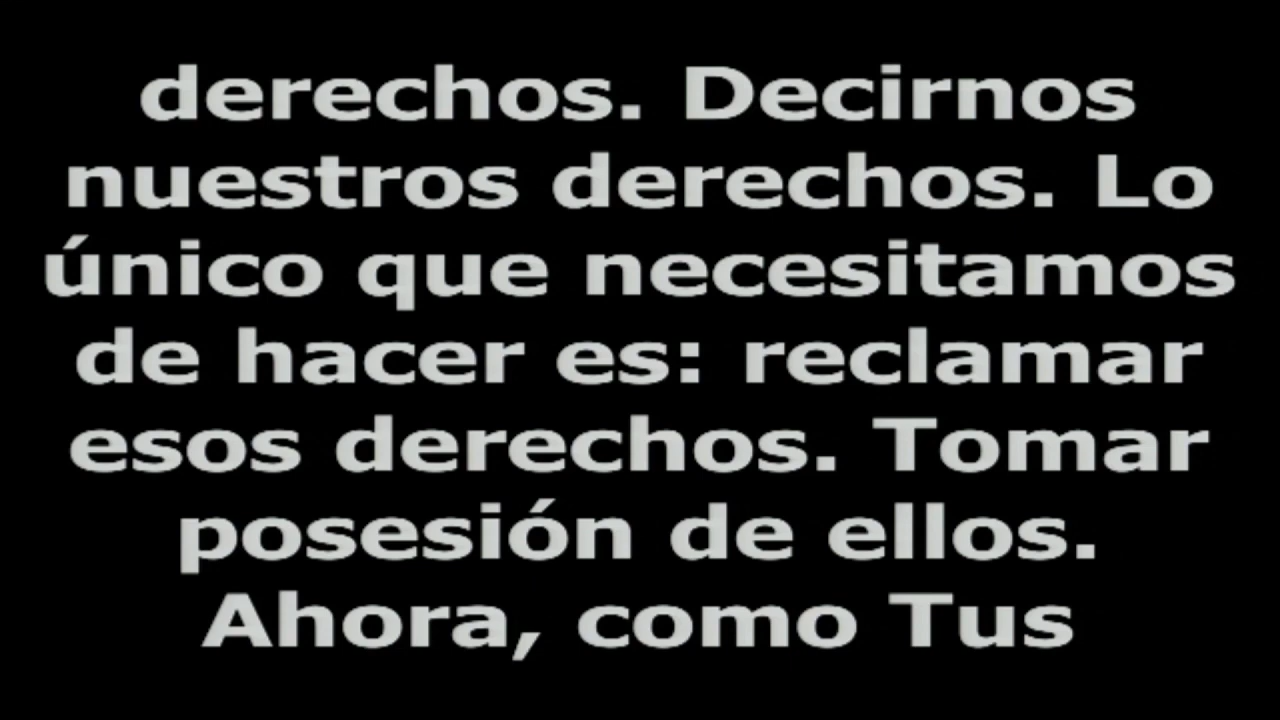 derechos. Decirnos
nuestros derechos. Lo
único que necesitamos
de hacer es: reclamar
esos derechos. Tomar
posesión de ellos.
Ahora, como Tus